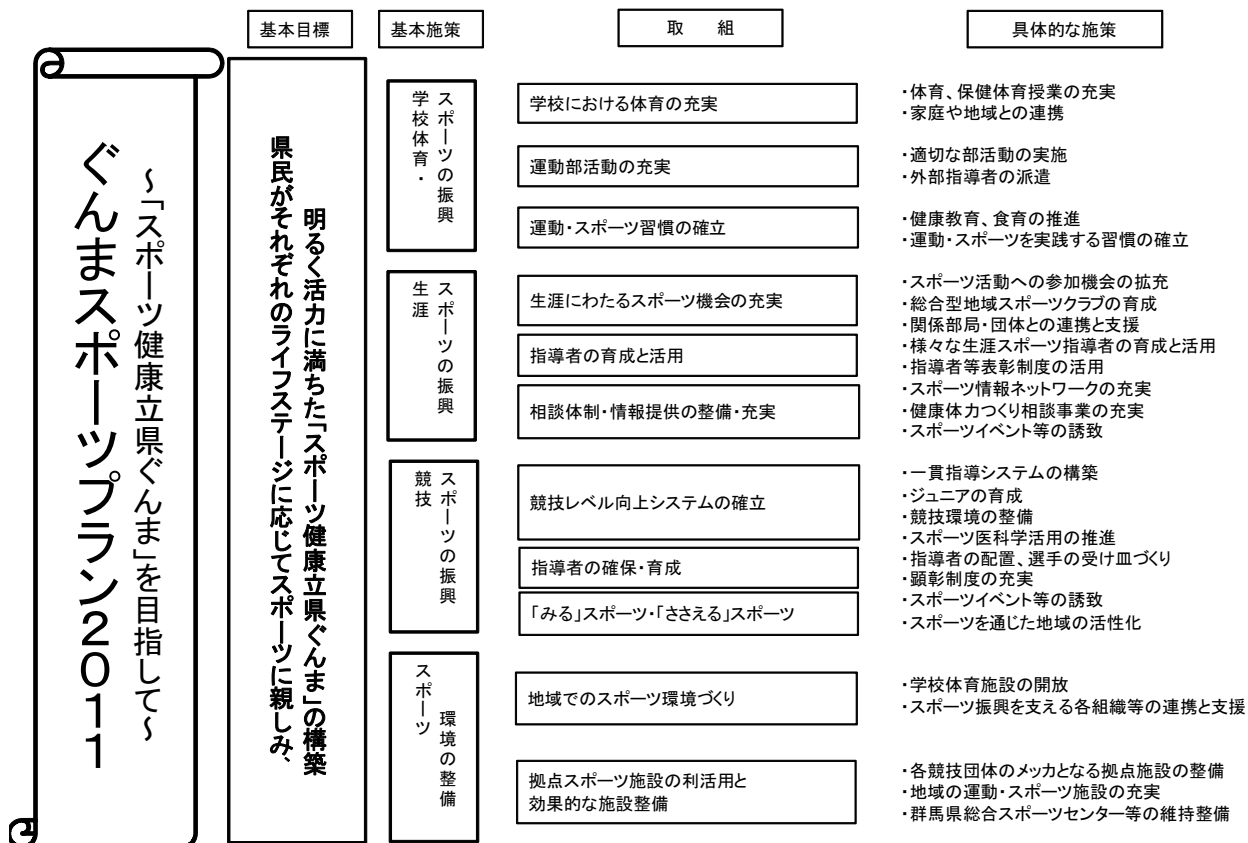 基本目標
基本施策
取　組
具体的な施策
ぐんまスポーツプラン2011
～「スポーツ健康立県ぐんま」を目指して～
県民がそれぞれのライフステージに応じてスポーツに親しみ、
明るく活力に満ちた「スポーツ健康立県ぐんま」の構築
学校体育・
スポーツの振興
学校における体育の充実
・体育、保健体育授業の充実
・家庭や地域との連携
運動部活動の充実
・適切な部活動の実施
・外部指導者の派遣
運動・スポーツ習慣の確立
・健康教育、食育の推進
・運動・スポーツを実践する習慣の確立
生涯
スポーツの振興
生涯にわたるスポーツ機会の充実
指導者の育成と活用
相談体制・情報提供の整備・充実
・スポーツ活動への参加機会の拡充
・総合型地域スポーツクラブの育成
・関係部局・団体との連携と支援
・様々な生涯スポーツ指導者の育成と活用
・指導者等表彰制度の活用
・スポーツ情報ネットワークの充実
・健康体力つくり相談事業の充実
・スポーツイベント等の誘致
競技
スポーツの振興
競技レベル向上システムの確立
指導者の確保・育成
「みる」スポーツ・「ささえる」スポーツ
・一貫指導システムの構築
・ジュニアの育成
・競技環境の整備
・スポーツ医科学活用の推進
・指導者の配置、選手の受け皿づくり
・顕彰制度の充実
・スポーツイベント等の誘致
・スポーツを通じた地域の活性化
スポーツ
環境の整備
地域でのスポーツ環境づくり
・学校体育施設の開放
・スポーツ振興を支える各組織等の連携と支援
拠点スポーツ施設の利活用と
効果的な施設整備
・各競技団体のメッカとなる拠点施設の整備
・地域の運動・スポーツ施設の充実
・群馬県総合スポーツセンター等の維持整備